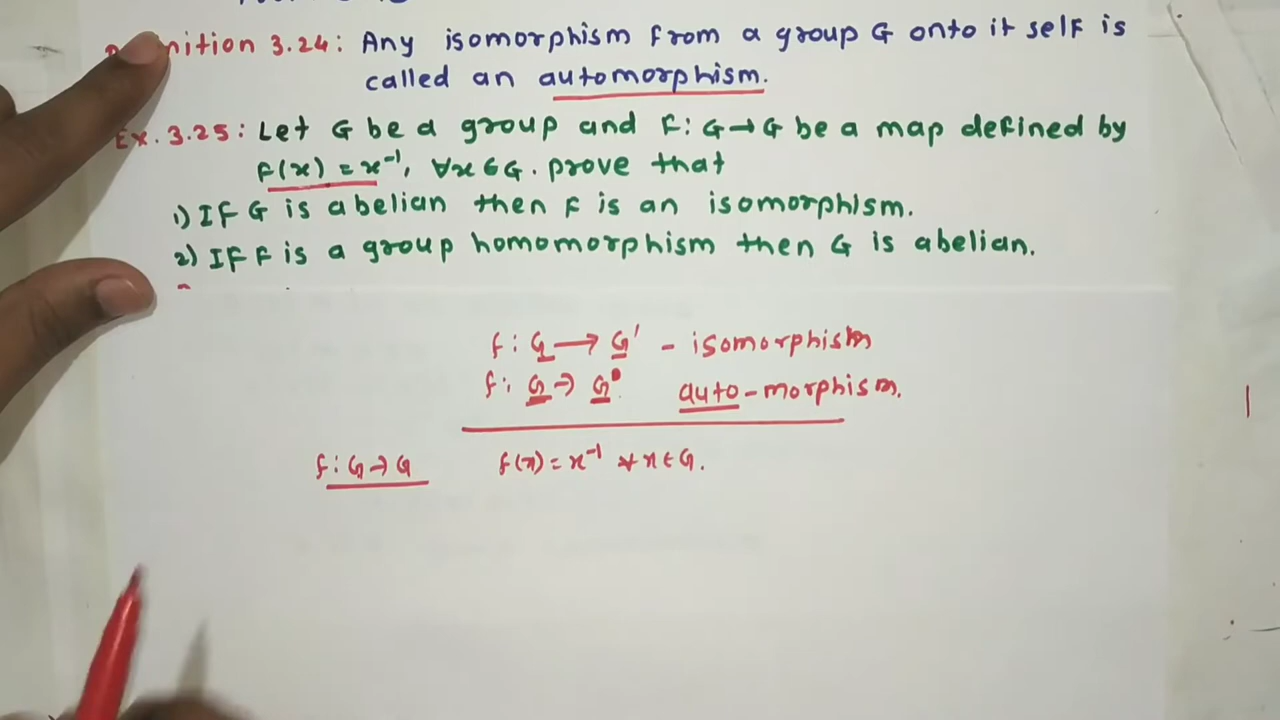 nition 3.24: Any isomorphism from a group G onto it self is
called an automorphism.
Ex. 3.25: Let G be a group and F: G→G be a map defined by
F(x) = x⁻¹, ∀x∈G. prove that
1) IF G is abelian then F is an isomorphism.
2) IF F is a group homomorphism then G is abelian.
f: G → G' - isomorphism
f: G → G auto-morphism.
f: G → G f(x) = x⁻¹ ∀ x ∈ G.